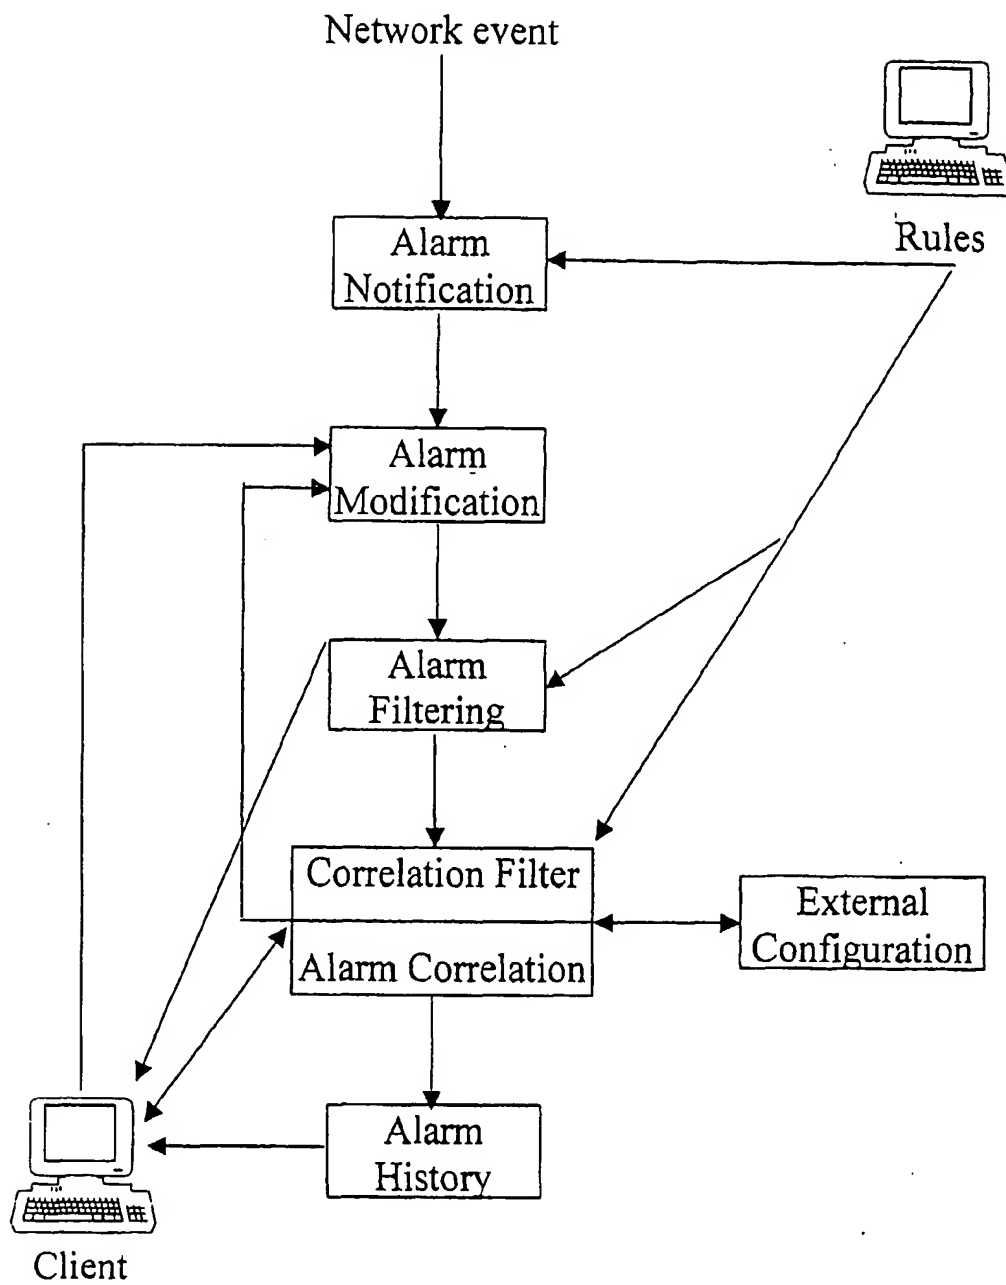 Network event
Rules
Alarm
Notification
Alarm
Modification
Alarm
Filtering
Correlation Filter
External
Configuration
Alarm Correlation
Alarm
History
Client